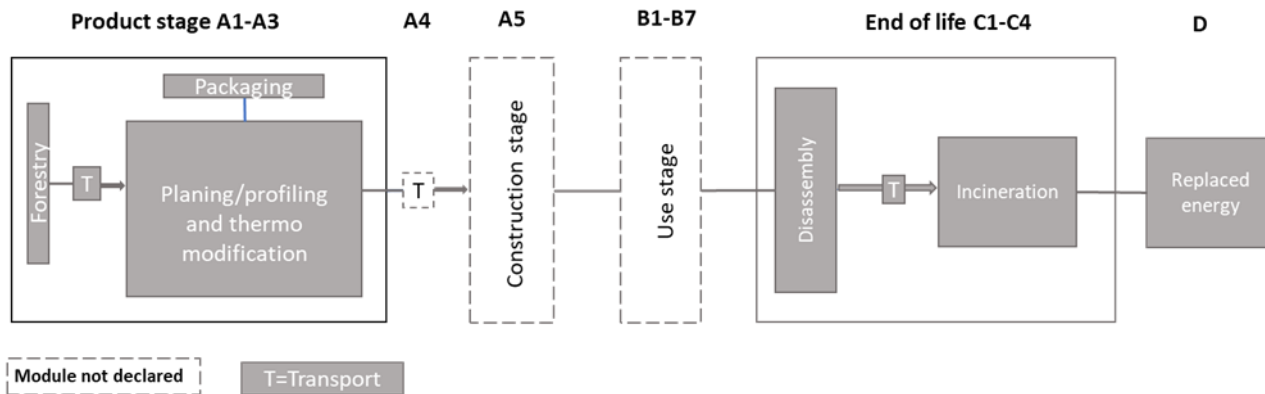 Product stage A1-A3
A4
A5
B1-B7
End of life C1-C4
D
Packaging
Forestry
T
Planing/profiling
and thermo
modification
T
Construction stage
Use stage
Disassembly
T
Incineration
Replaced
energy
Module not declared
T=Transport